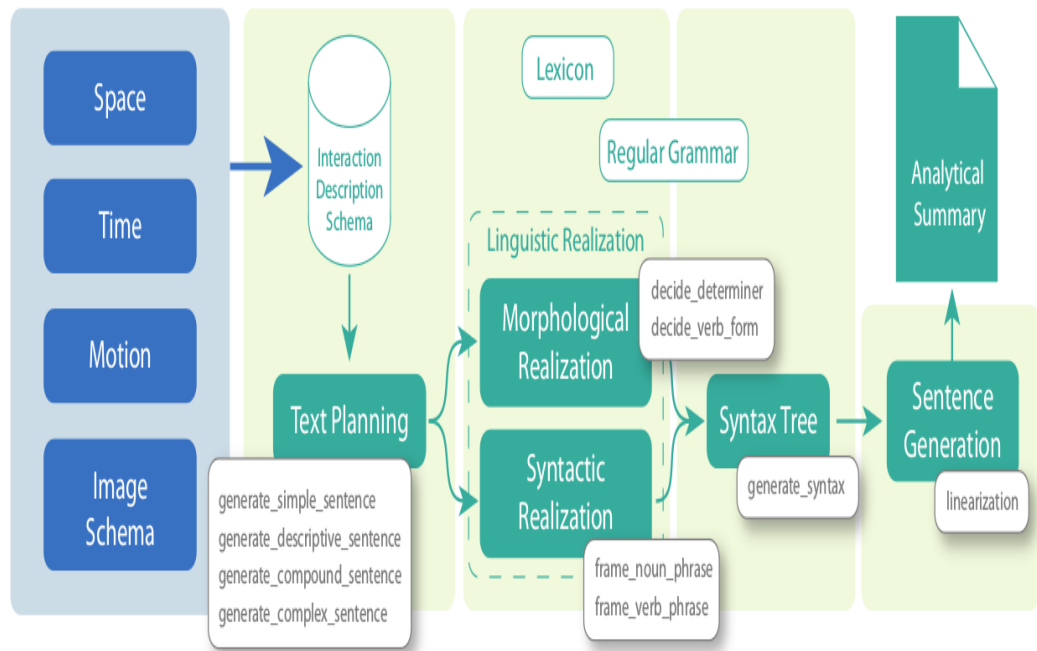 Space
Time
Motion
Image
Schema
Interaction
Description
Schema
Text Planning
generate_simple_sentence
generate_descriptive_sentence
generate_compound_sentence
generate_complex_sentence
Lexicon
Regular Grammar
Linguistic Realization
Morphological
Realization
decide_determiner
decide_verb_form
Syntactic
Realization
frame_noun_phrase
frame_verb_phrase
Syntax Tree
generate_syntax
Analytical
Summary
Sentence
Generation
linearization